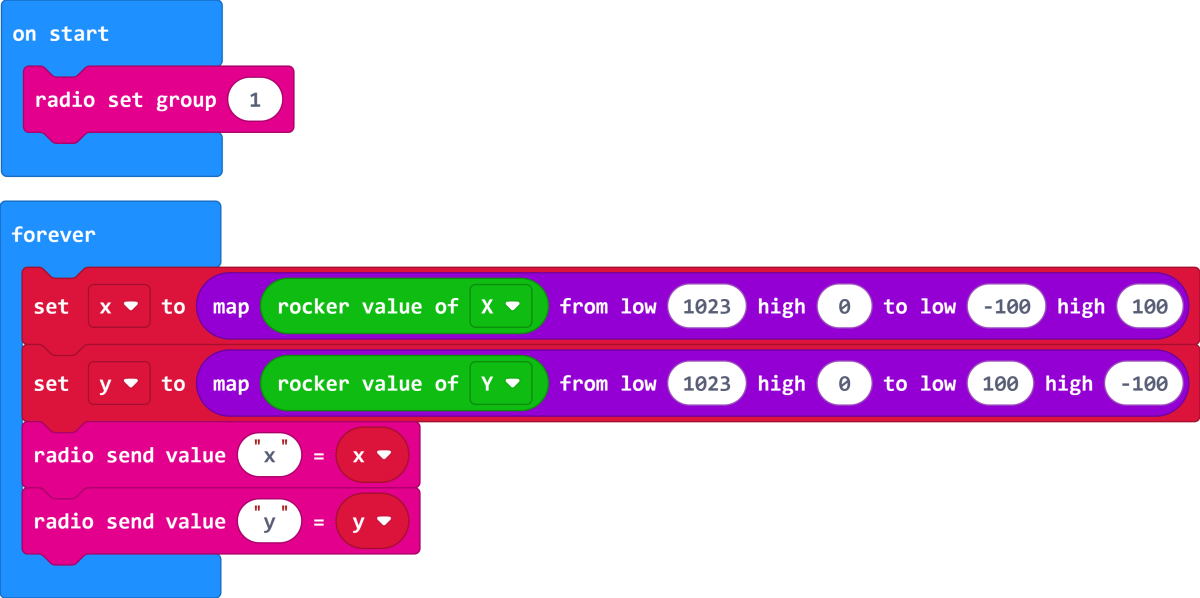 on start
radio set group 1
forever
set x to map rocker value of X from low 1023 high 0 to low -100 high 100
set y to map rocker value of Y from low 1023 high 0 to low 100 high -100
radio send value "x" = x
radio send value "y" = y